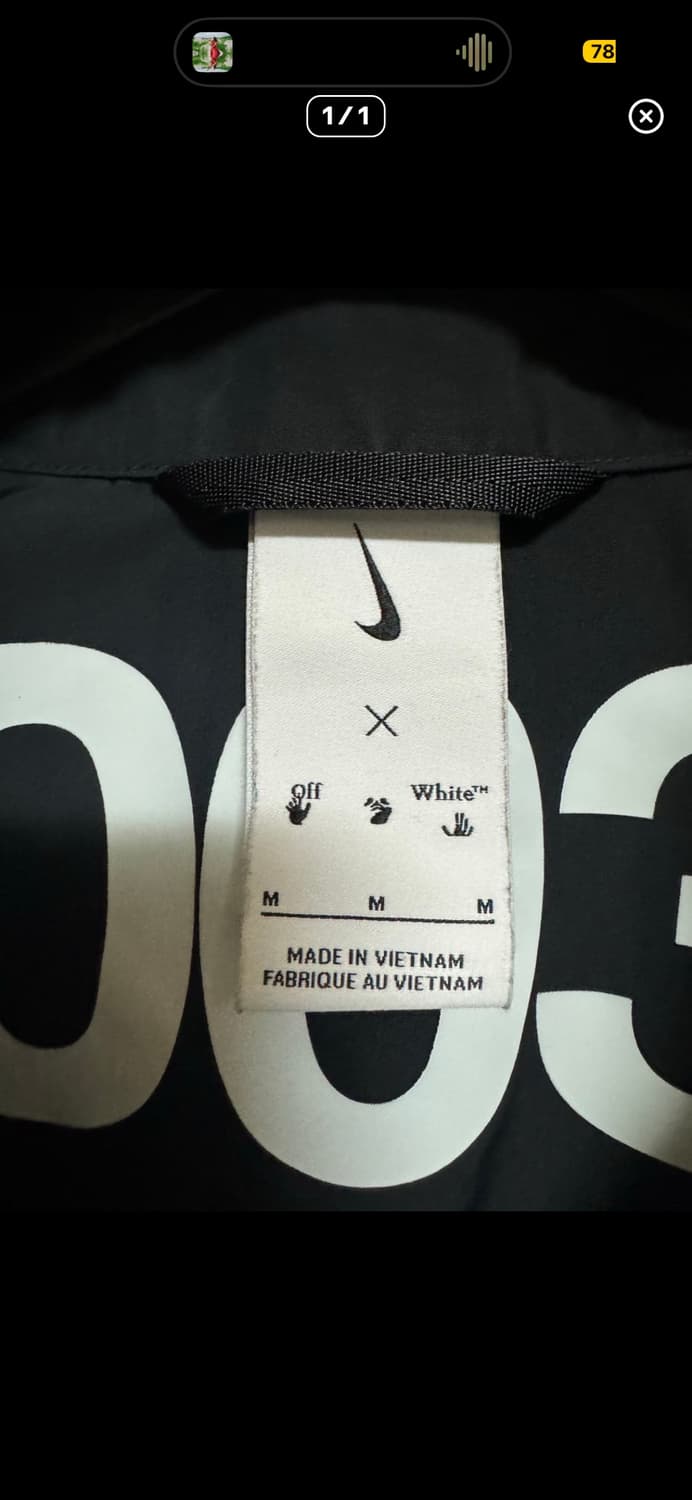 78
1/1
003
Off White™
M M M
MADE IN VIETNAM
FABRIQUE AU VIETNAM